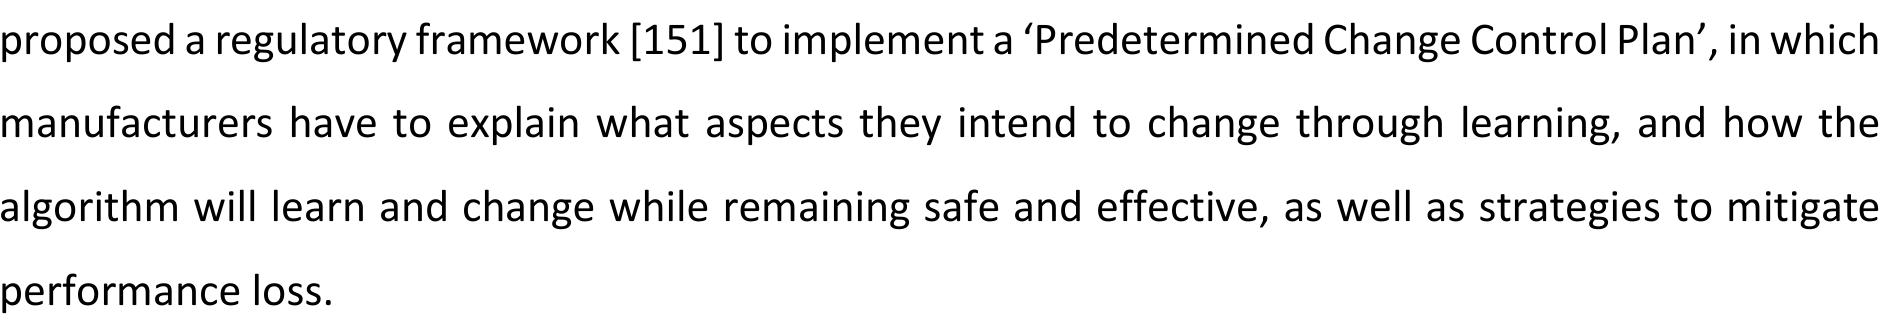 proposed a regulatory framework [151] to implement a ‘Predetermined Change Control Plan’, in which
manufacturers have to explain what aspects they intend to change through learning, and how the
algorithm will learn and change while remaining safe and effective, as well as strategies to mitigate
performance loss.